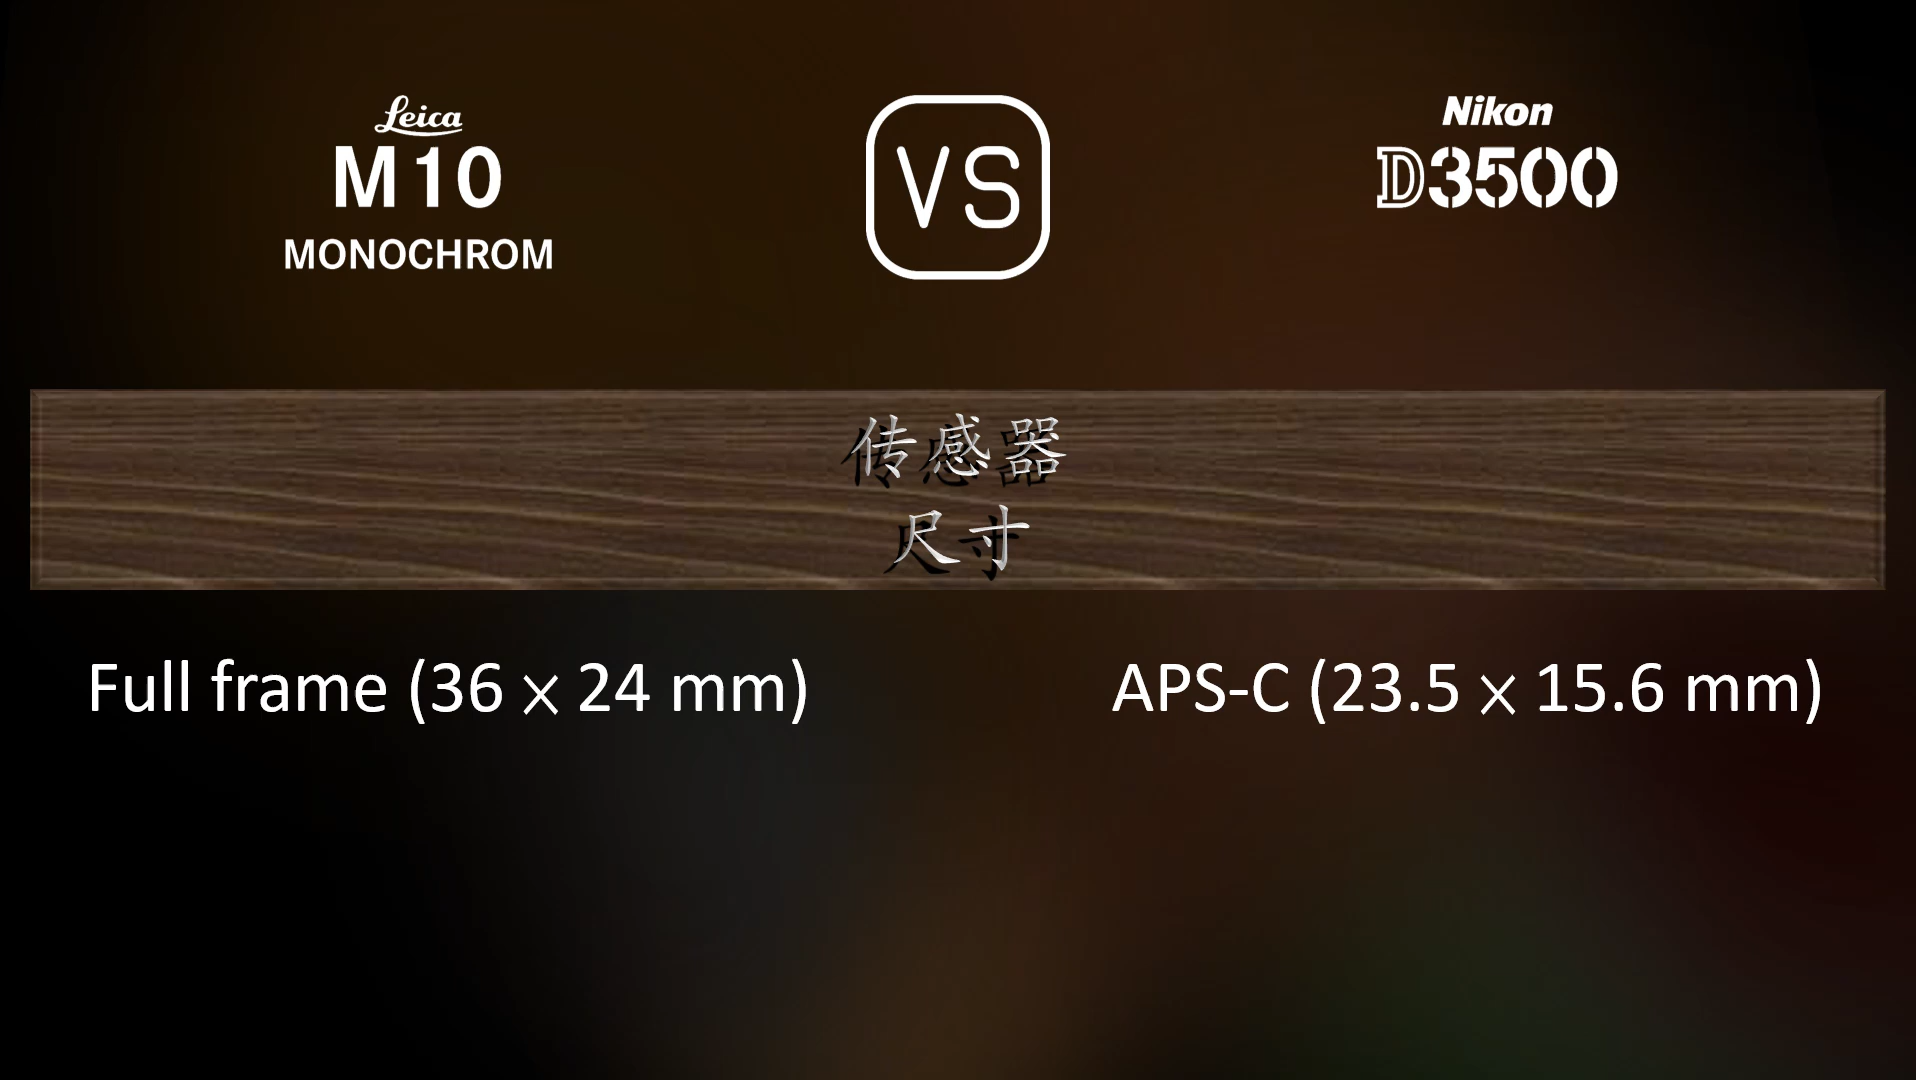 Leica
M10
MONOCHROM
VS
Nikon
D3500
传感器
尺寸
Full frame (36 x 24 mm)
APS-C (23.5 x 15.6 mm)